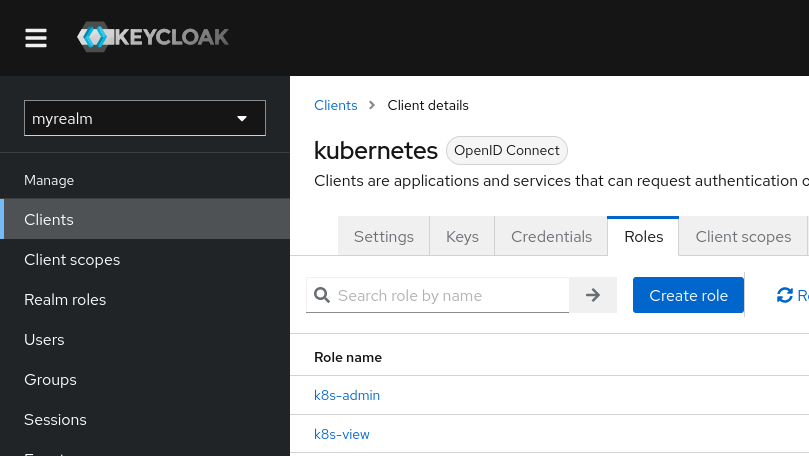 KEYCLOAK
myrealm
Manage
Clients
Client scopes
Realm roles
Users
Groups
Sessions
Clients > Client details
kubernetes OpenID Connect
Clients are applications and services that can request authentication
Settings Keys Credentials Roles Client scopes
Search role by name Create role
Role name
k8s-admin
k8s-view